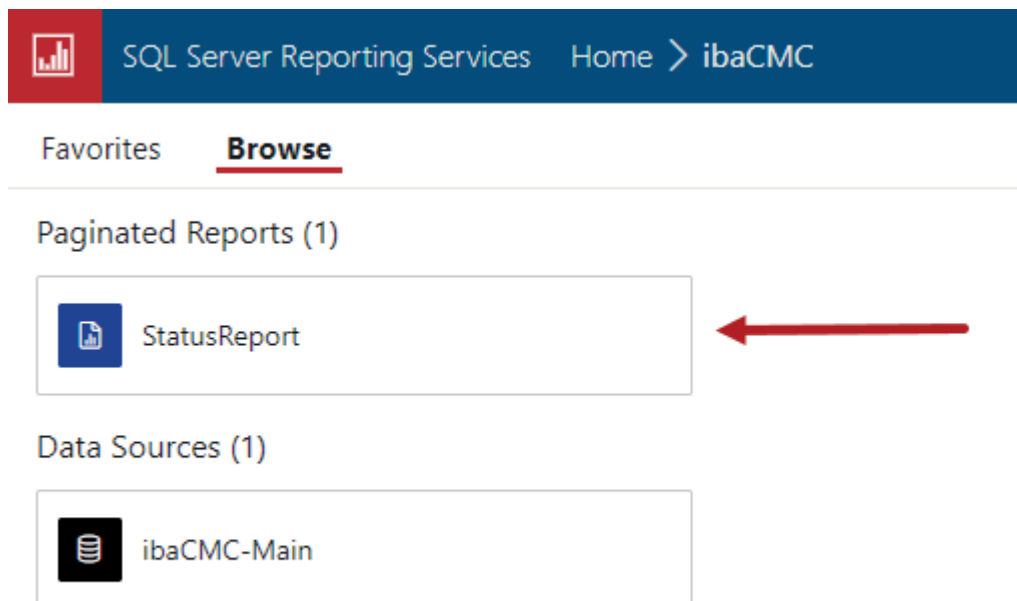 SQL Server Reporting Services Home > ibaCMC
Favorites Browse
Paginated Reports (1)
StatusReport
Data Sources (1)
ibaCMC-Main